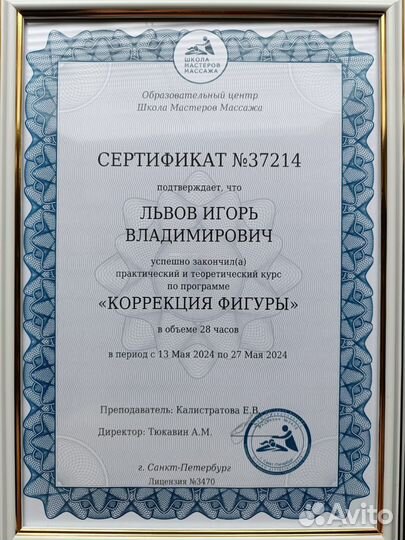 ШКОЛА
МАСТЕРОВ
МАССАЖА
Образовательный центр
Школа Мастеров Массажа
СЕРТИФИКАТ №37214
подтверждает, что
ЛЬВОВ ИГОРЬ
ВЛАДИМИРОВИЧ
успешно закончил(а)
практический и теоретический курс
по программе
«КОРРЕКЦИЯ ФИГУРЫ»
в объеме 28 часов
в период с 13 Мая 2024 по 27 Мая 2024
Преподаватель: Калистратова Е.В.
Директор: Тюкавин А.М.
г. Санкт-Петербург
Лицензия №3470
Avito